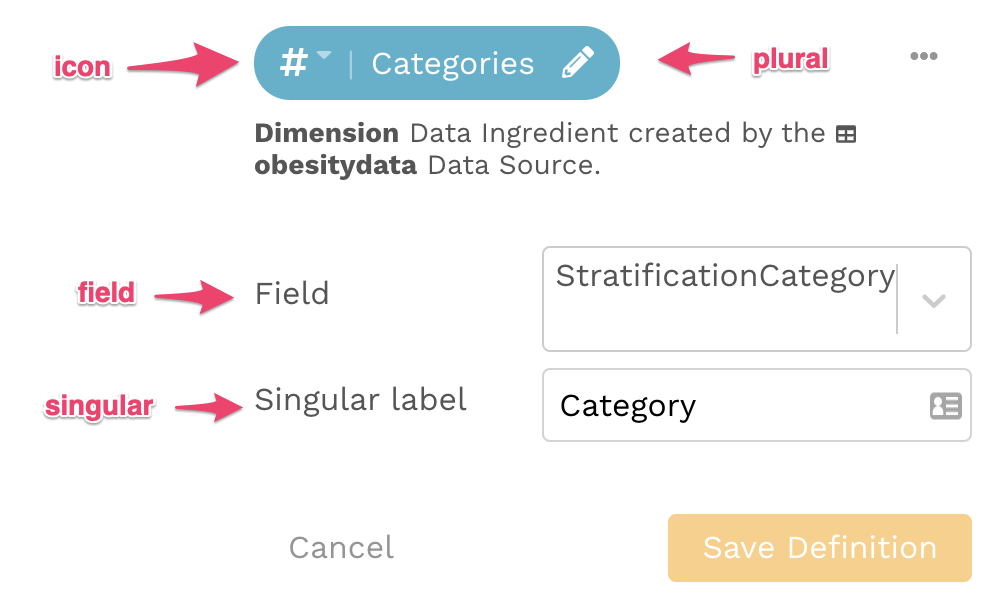 icon
# | Categories
plural
Dimension Data Ingredient created by the
obesitydata Data Source.
field
Field
StratificationCategory
singular
Singular label
Category
Cancel
Save Definition